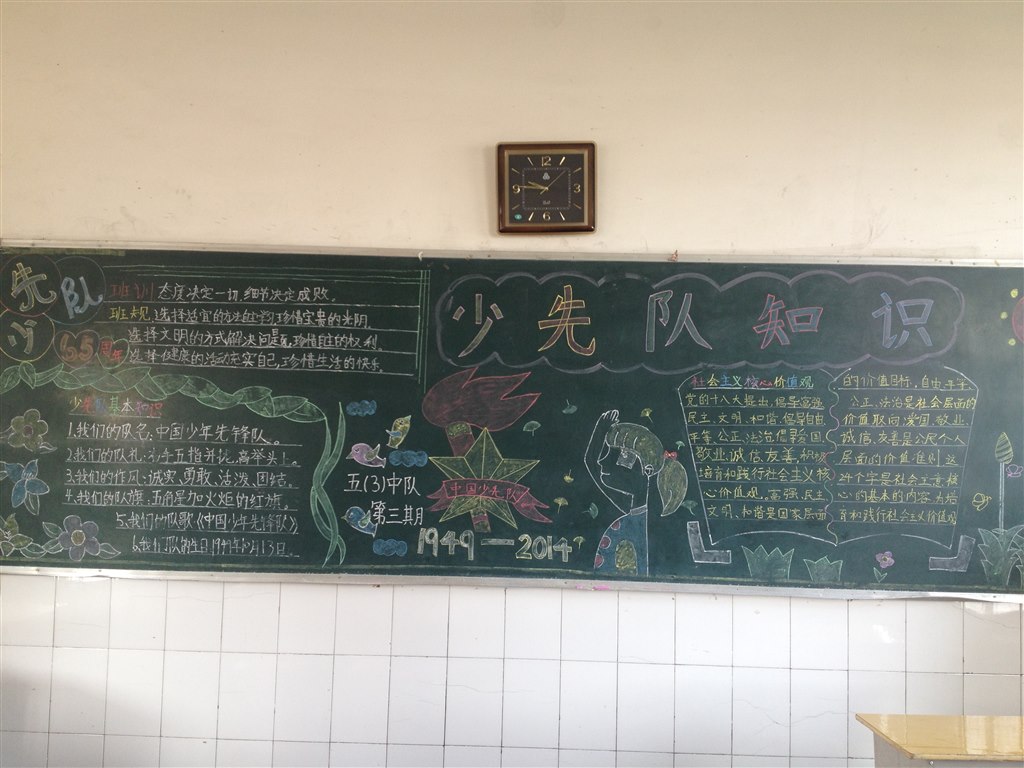 12
9
3
6
先
队
少
65周年
班训 态度决定一切,细节决定成败。
班规 选择适宜的方法学习,珍惜宝贵的光阴。
选择文明的方式解决问题,珍惜自主的权利。
选择健康的活动充实自己,珍惜生活的快乐。
少先队基本知识
1.我们的队名:中国少年先锋队。
2.我们的队礼:右手五指并拢,高举头上。
3.我们的作风:诚实、勇敢、活泼、团结。
4.我们的队旗:五角星加火炬的红旗。
5.我们的队歌《中国少年先锋队》
6.我们队的生日1949年10月13日
五(3)中队
第三期
中国少先队
1949—2014
少先队知识
社会主义核心价值观
党的十八大提出,倡导富强
民主、文明、和谐,倡导自由、
平等、公正、法治,倡导爱国、
敬业、诚信、友善,积极
培育和践行社会主义核
心价值观。富强、民主
文明、和谐是国家层面
的价值目标,自由、平等
公正、法治是社会层面的
价值取向,爱国、敬业、
诚信、友善是公民个人
层面的价值准则,这
24个字是社会主义核
心的基本的内容,为培
育和践行社会主义价值观